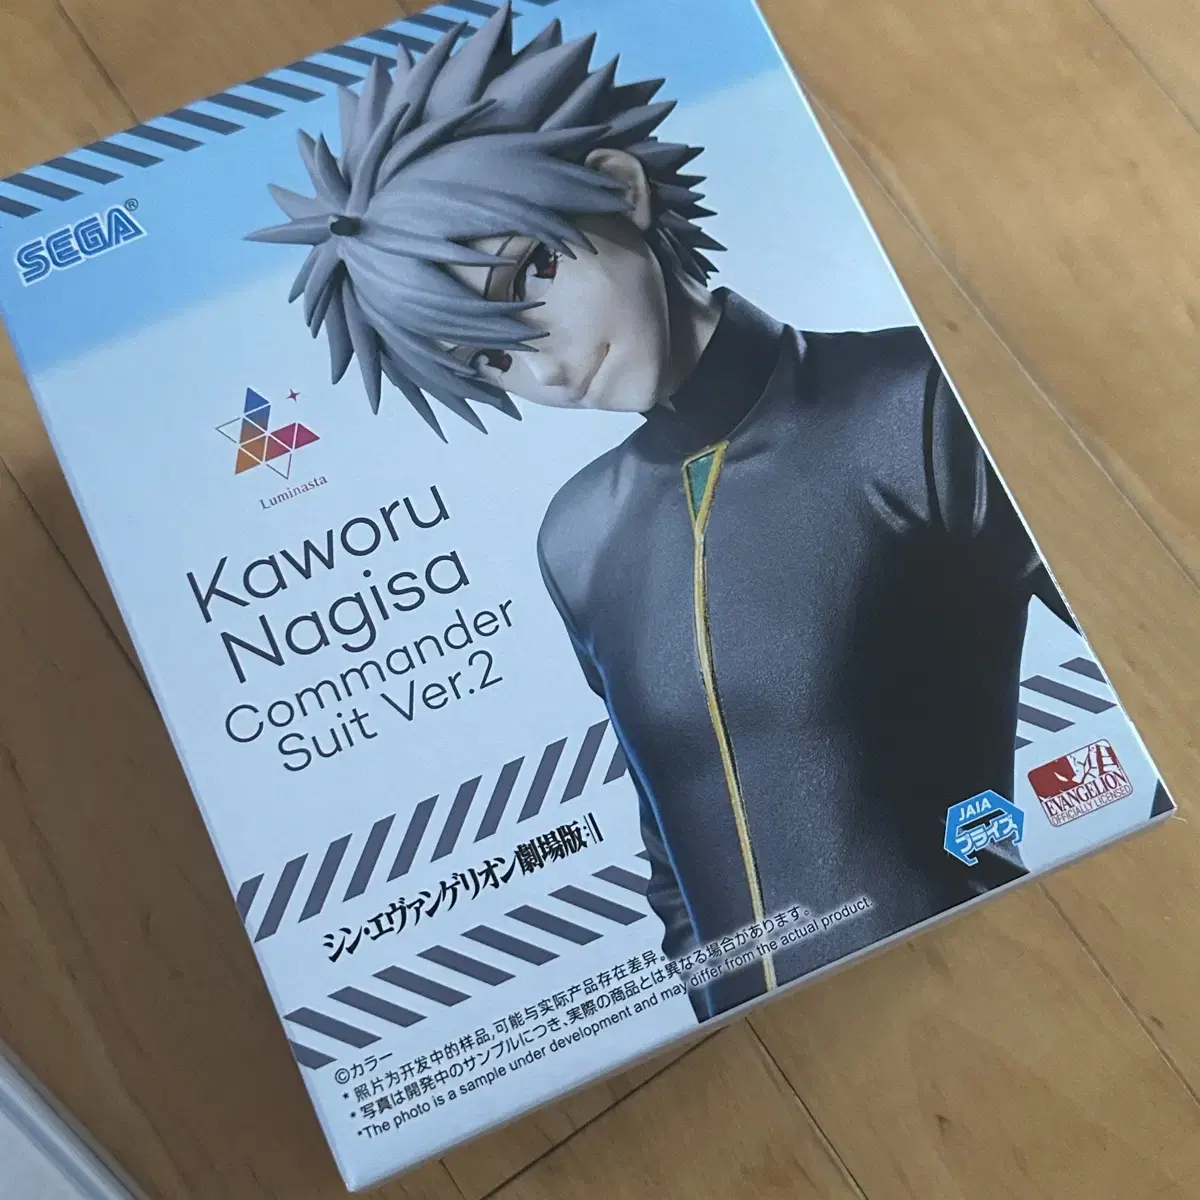 SEGA®
Luminasta
Kaworu
Nagisa
Commander
Suit Ver.2
シン・エヴァンゲリオン劇場版:||
JAIA
プライズ
EVANGELION
OFFICIALLY LICENSED
©カラー
* 照片为开发中的样品,可能与实际产品存在差异。
* 写真は開発中のサンプルにつき、実際の商品とは異なる場合があります。
*The photo is a sample under development and may differ from the actual product.